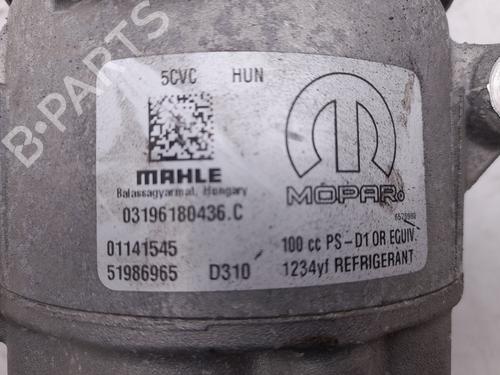 B-PARTS
5CVC HUN
MAHLE
Balassagyarmat, Hungary
MOPAR
03196180436.C
01141545
100 cc PS-D1 OR EQUIV.
51986965 D310
1234yf REFRIGERANT